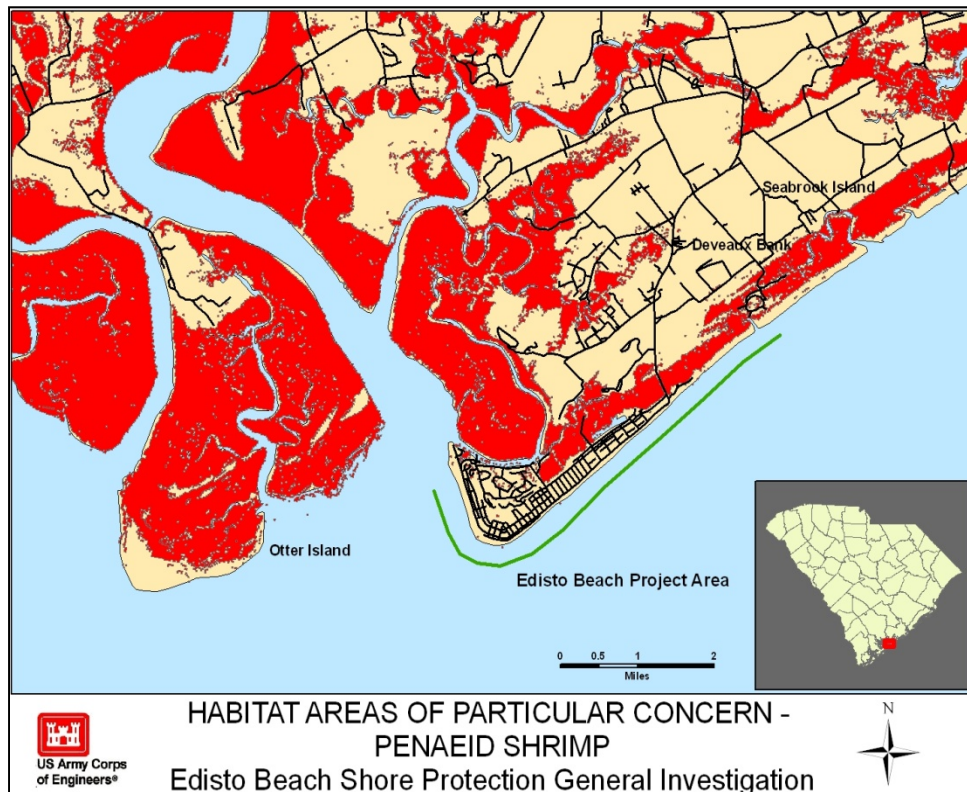 Seabrook Island
Deveaux Bank
Otter Island
Edisto Beach Project Area
0 0.5 1 2
Miles
HABITAT AREAS OF PARTICULAR CONCERN -
PENAEID SHRIMP
Edisto Beach Shore Protection General Investigation
US Army Corps
of Engineers®
N